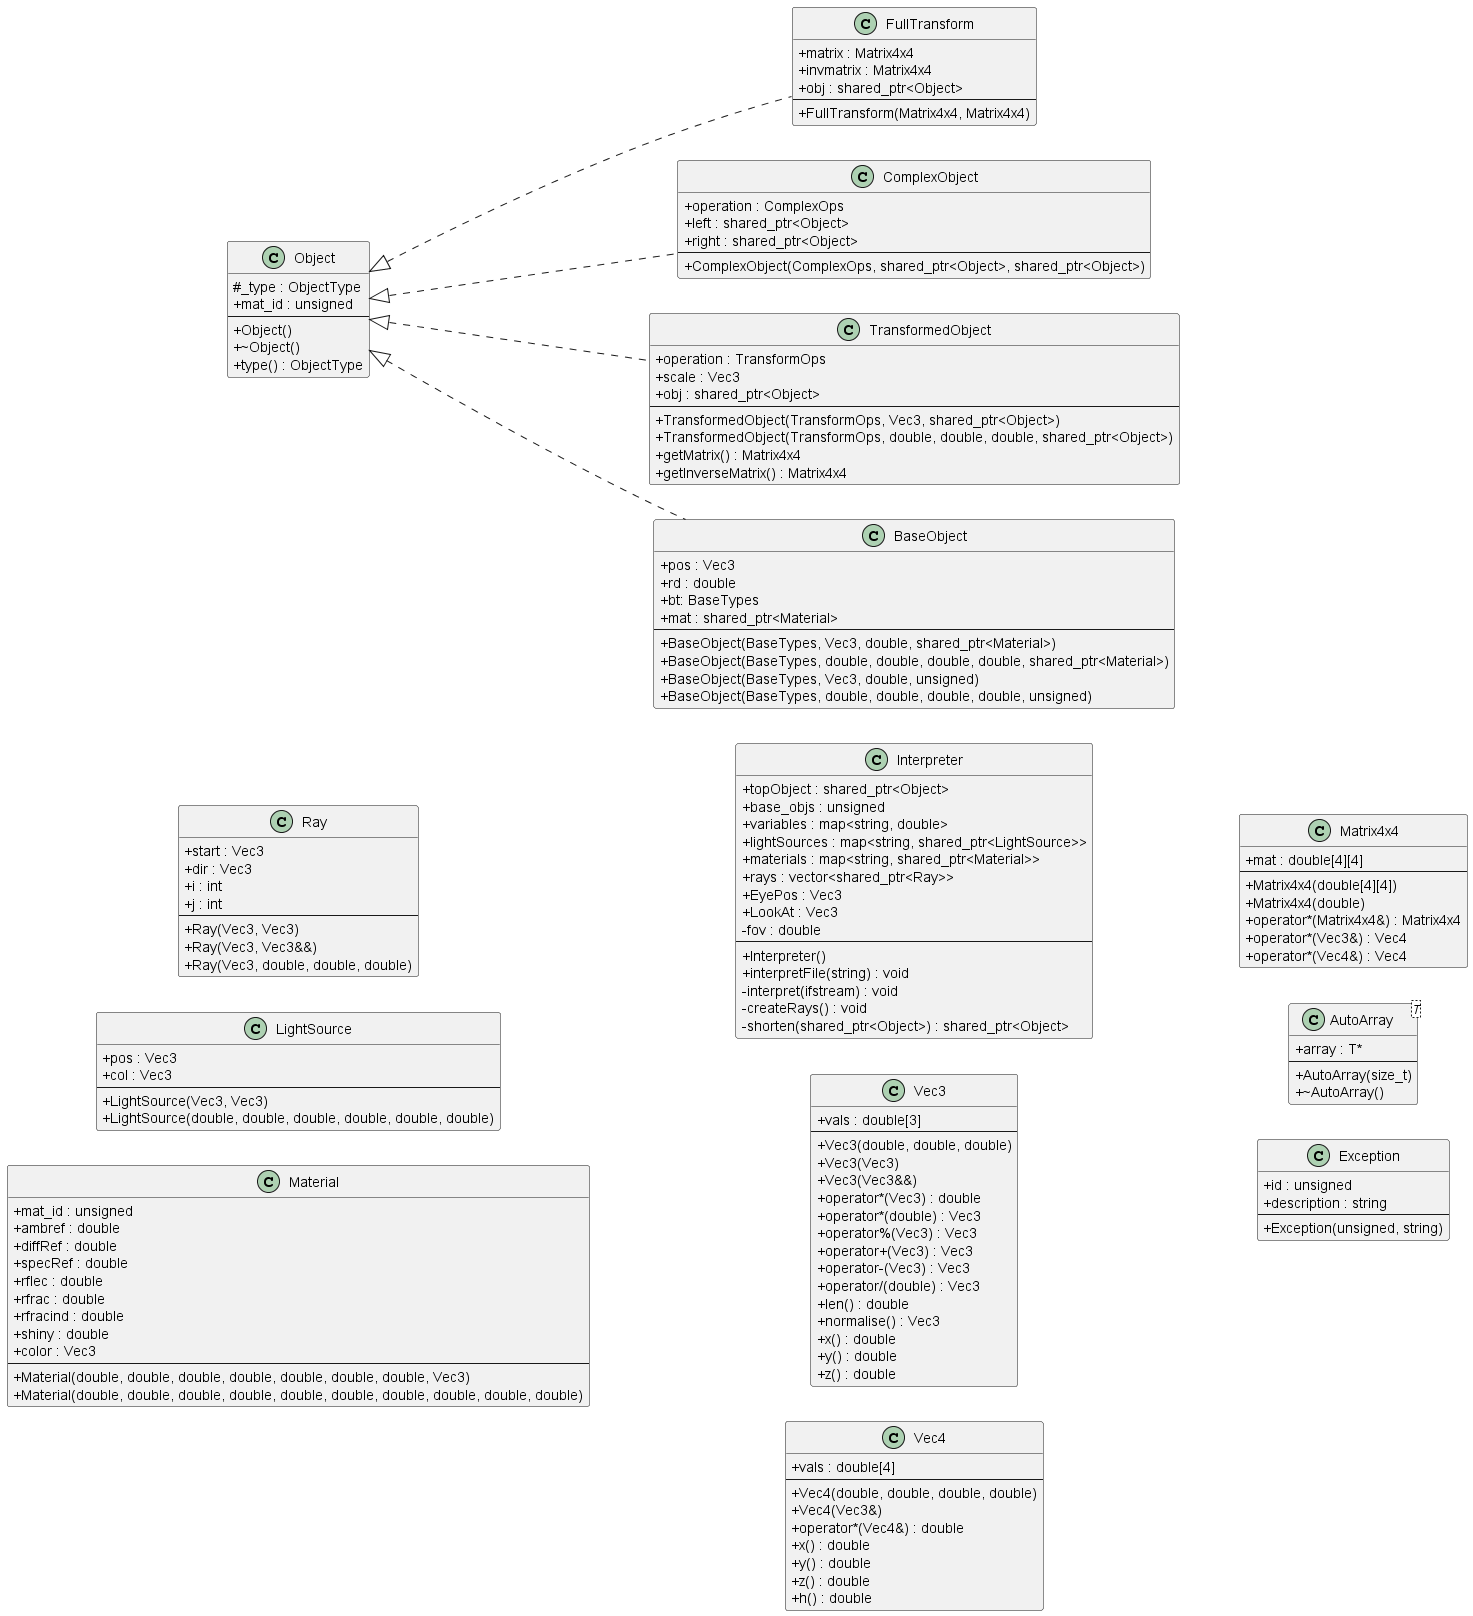 C FullTransform
+matrix : Matrix4x4
+invmatrix : Matrix4x4
+obj : shared_ptr<Object>
+FullTransform(Matrix4x4, Matrix4x4)
C ComplexObject
+operation : ComplexOps
+left : shared_ptr<Object>
+right : shared_ptr<Object>
+ComplexObject(ComplexOps, shared_ptr<Object>, shared_ptr<Object>)
C Object
#_type : ObjectType
+mat_id : unsigned
+Object()
+~Object()
+type() : ObjectType
C TransformedObject
+operation : TransformOps
+scale : Vec3
+obj : shared_ptr<Object>
+TransformedObject(TransformOps, Vec3, shared_ptr<Object>)
+TransformedObject(TransformOps, double, double, double, shared_ptr<Object>)
+getMatrix() : Matrix4x4
+getInverseMatrix() : Matrix4x4
C BaseObject
+pos : Vec3
+rd : double
+bt: BaseTypes
+mat : shared_ptr<Material>
+BaseObject(BaseTypes, Vec3, double, shared_ptr<Material>)
+BaseObject(BaseTypes, double, double, double, double, shared_ptr<Material>)
+BaseObject(BaseTypes, Vec3, double, unsigned)
+BaseObject(BaseTypes, double, double, double, double, unsigned)
C Ray
+start : Vec3
+dir : Vec3
+i : int
+j : int
+Ray(Vec3, Vec3)
+Ray(Vec3, Vec3&&)
+Ray(Vec3, double, double, double)
C Interpreter
+topObject : shared_ptr<Object>
+base_objs : unsigned
+variables : map<string, double>
+lightSources : map<string, shared_ptr<LightSource>>
+materials : map<string, shared_ptr<Material>>
+rays : vector<shared_ptr<Ray>>
+EyePos : Vec3
+LookAt : Vec3
-fov : double
+Interpreter()
+interpretFile(string) : void
-interpret(ifstream) : void
-createRays() : void
-shorten(shared_ptr<Object>) : shared_ptr<Object>
C Matrix4x4
+mat : double[4][4]
+Matrix4x4(double[4][4])
+Matrix4x4(double)
+operator*(Matrix4x4&) : Matrix4x4
+operator*(Vec3&) : Vec4
+operator*(Vec4&) : Vec4
C LightSource
+pos : Vec3
+col : Vec3
+LightSource(Vec3, Vec3)
+LightSource(double, double, double, double, double, double)
C AutoArray T
+array : T*
+AutoArray(size_t)
+~AutoArray()
C Material
+mat_id : unsigned
+ambref : double
+diffRef : double
+specRef : double
+rflec : double
+rfrac : double
+rfracind : double
+shiny : double
+color : Vec3
+Material(double, double, double, double, double, double, double, Vec3)
+Material(double, double, double, double, double, double, double, double, double, double)
C Vec3
+vals : double[3]
+Vec3(double, double, double)
+Vec3(Vec3)
+Vec3(Vec3&&)
+operator*(Vec3) : double
+operator*(double) : Vec3
+operator%(Vec3) : Vec3
+operator+(Vec3) : Vec3
+operator-(Vec3) : Vec3
+operator/(double) : Vec3
+len() : double
+normalise() : Vec3
+x() : double
+y() : double
+z() : double
C Exception
+id : unsigned
+description : string
+Exception(unsigned, string)
C Vec4
+vals : double[4]
+Vec4(double, double, double, double)
+Vec4(Vec3&)
+operator*(Vec4&) : double
+x() : double
+y() : double
+z() : double
+h() : double